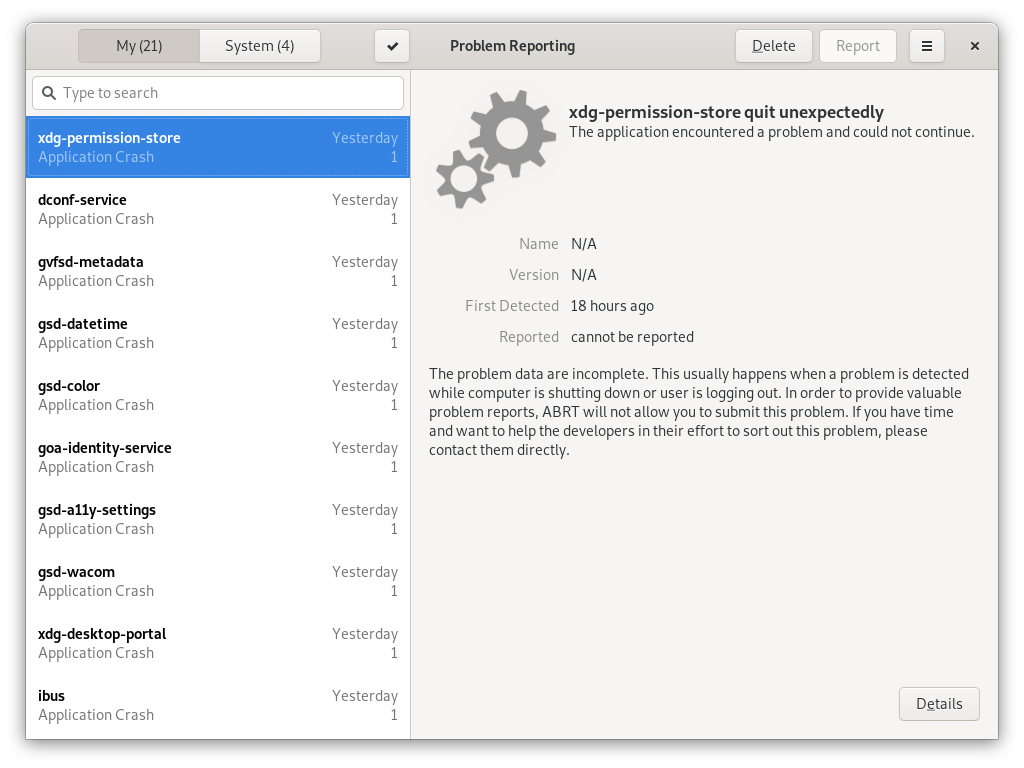 My (21)
System (4)
Problem Reporting
Delete
Report
Type to search
xdg-permission-store
Yesterday
Application Crash
1
dconf-service
Yesterday
Application Crash
1
gvfsd-metadata
Yesterday
Application Crash
1
gsd-datetime
Yesterday
Application Crash
1
gsd-color
Yesterday
Application Crash
1
goa-identity-service
Yesterday
Application Crash
1
gsd-a11y-settings
Yesterday
Application Crash
1
gsd-wacom
Yesterday
Application Crash
1
xdg-desktop-portal
Yesterday
Application Crash
1
ibus
Yesterday
Application Crash
1
xdg-permission-store quit unexpectedly
The application encountered a problem and could not continue.
Name N/A
Version N/A
First Detected 18 hours ago
Reported cannot be reported
The problem data are incomplete. This usually happens when a problem is detected
while computer is shutting down or user is logging out. In order to provide valuable
problem reports, ABRT will not allow you to submit this problem. If you have time
and want to help the developers in their effort to sort out this problem, please
contact them directly.
Details